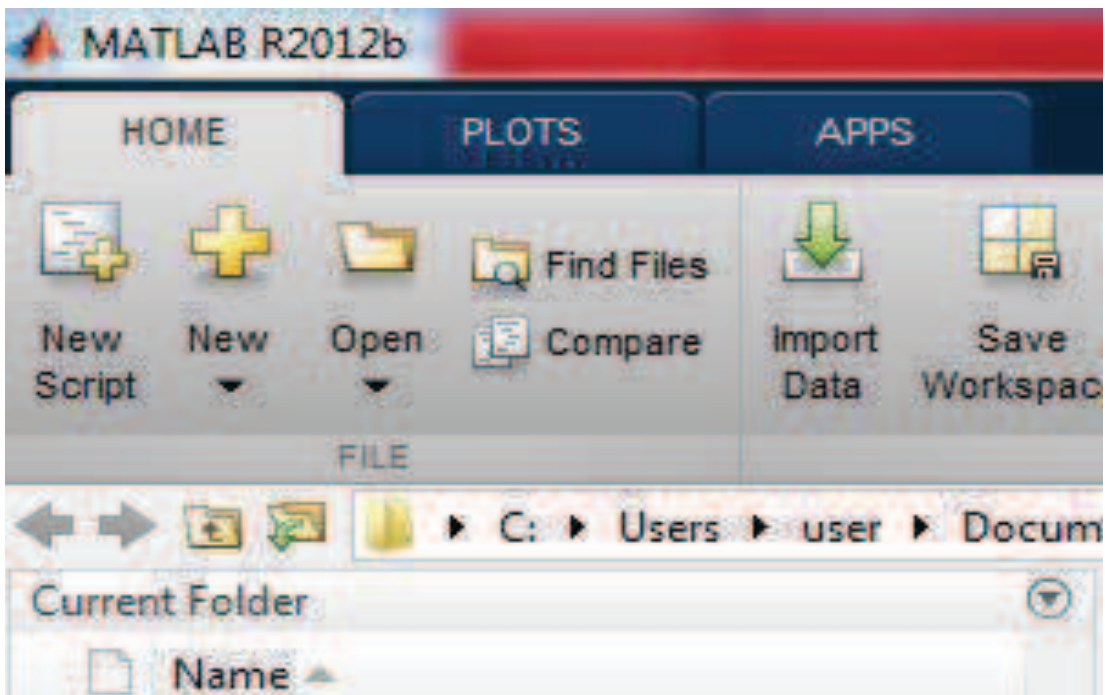 MATLAB R2012b
HOME PLOTS APPS
Find Files
Compare
New Script
New
Open
Import Data
Save Workspac
FILE
C: Users user Docum
Current Folder
Name